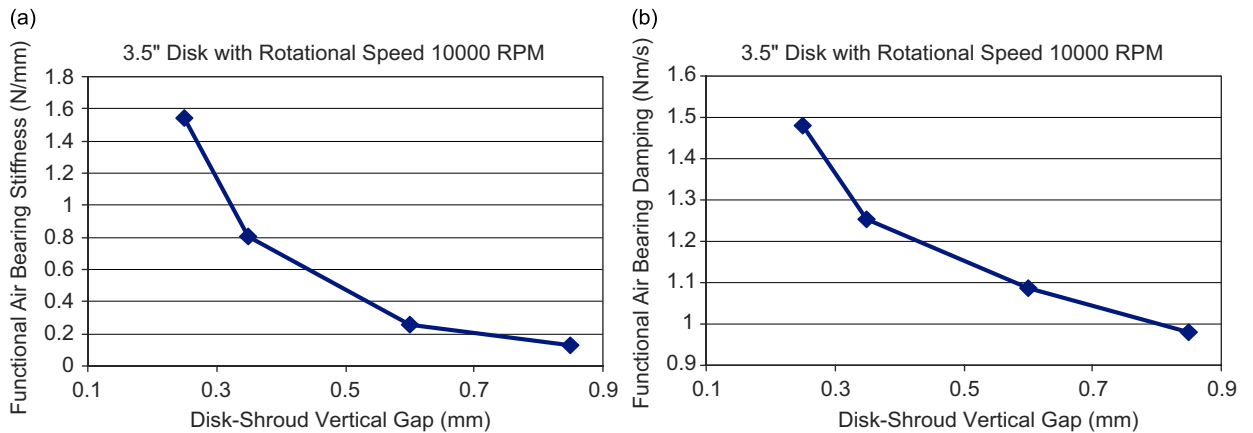 (a)
3.5" Disk with Rotational Speed 10000 RPM
Functional Air Bearing Stiffness (N/mm)
1.8
1.6
1.4
1.2
1
0.8
0.6
0.4
0.2
0
0.1 0.3 0.5 0.7 0.9
Disk-Shroud Vertical Gap (mm)
(b)
3.5" Disk with Rotational Speed 10000 RPM
Functional Air Bearing Damping (Nm/s)
1.6
1.5
1.4
1.3
1.2
1.1
1
0.9
0.1 0.3 0.5 0.7 0.9
Disk-Shroud Vertical Gap (mm)